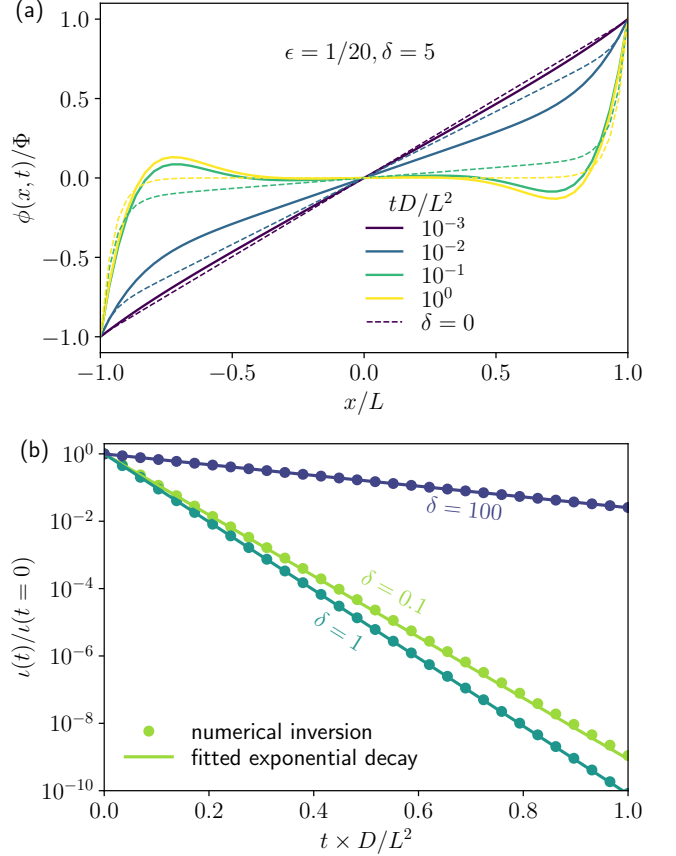 (a)
ϵ = 1/20, δ = 5
ϕ(x, t)/Φ
1.0
0.5
0.0
−0.5
−1.0
tD/L²
10⁻³
10⁻²
10⁻¹
10⁰
δ = 0
−1.0 −0.5 0.0 0.5 1.0
x/L
(b)
ι(t)/ι(t = 0)
10⁰
10⁻²
10⁻⁴
10⁻⁶
10⁻⁸
10⁻¹⁰
δ = 100
δ = 0.1
δ = 1
numerical inversion
fitted exponential decay
0.0 0.2 0.4 0.6 0.8 1.0
t × D/L²